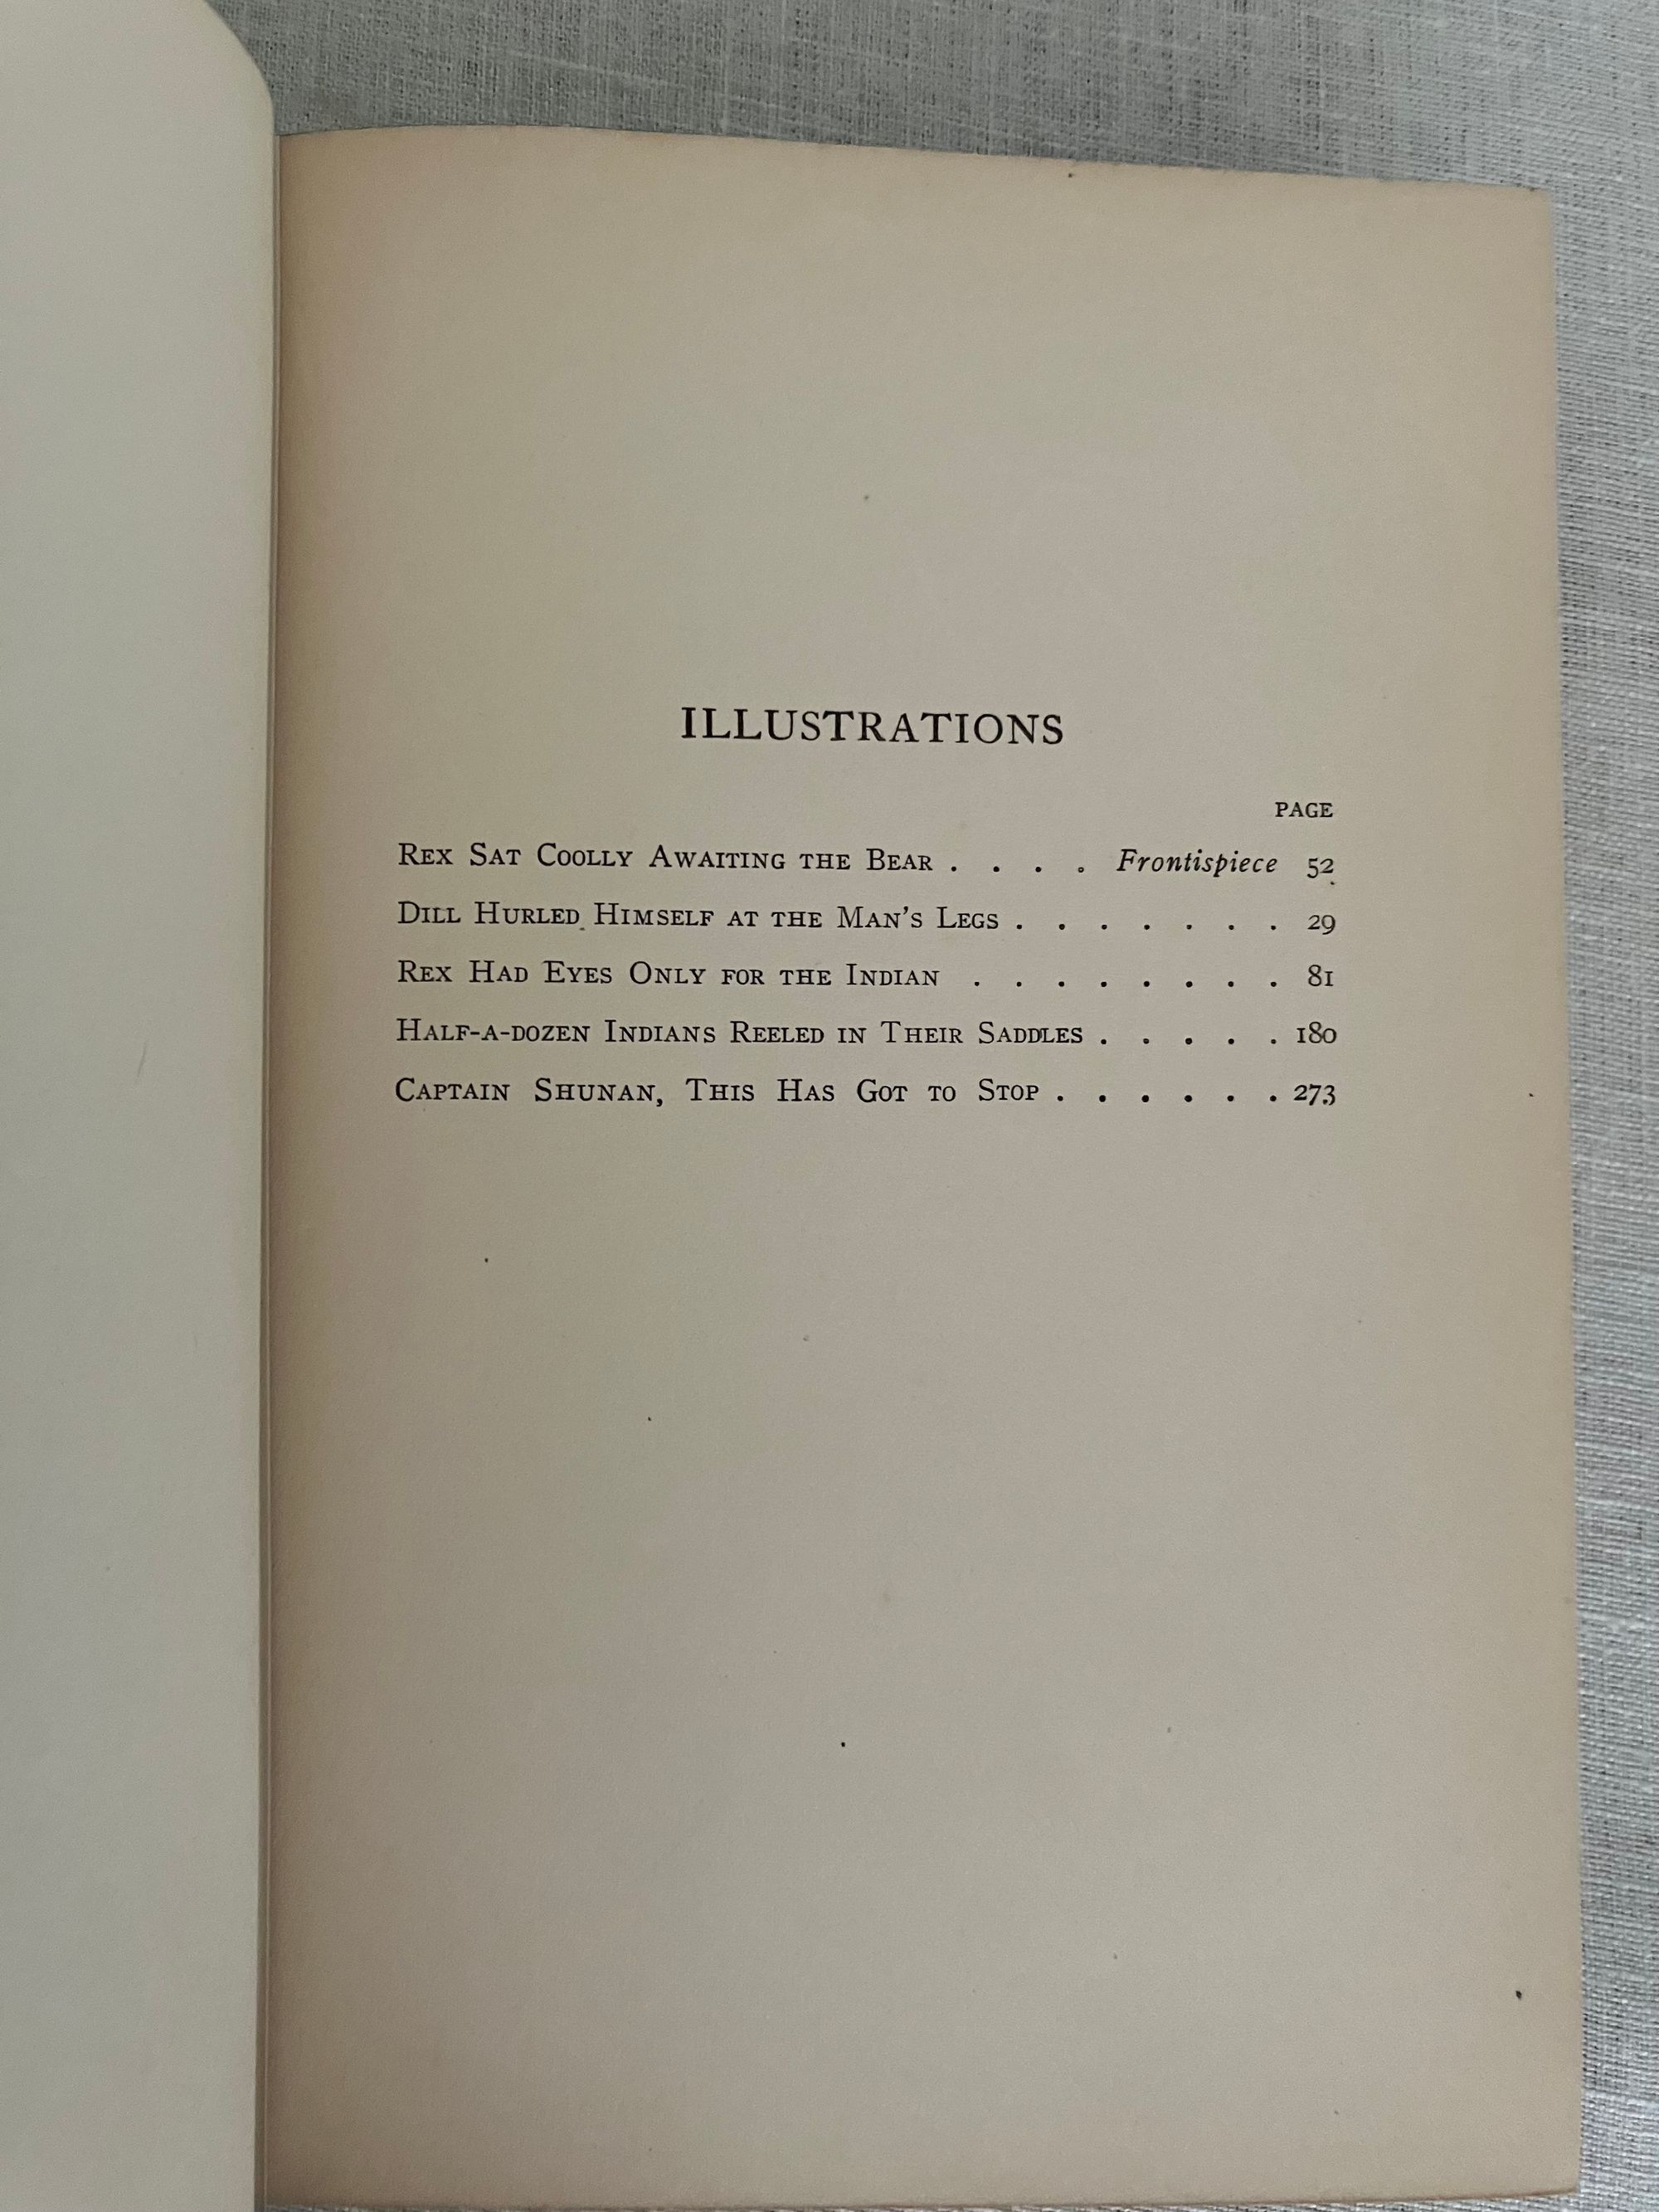 ILLUSTRATIONS
PAGE
Rex Sat Coolly Awaiting the Bear . . . . Frontispiece 52
Dill Hurled Himself at the Man's Legs . . . . . . . 29
Rex Had Eyes Only for the Indian . . . . . . . . 81
Half-a-dozen Indians Reeled in Their Saddles . . . . . 180
Captain Shunan, This Has Got to Stop . . . . . . 273